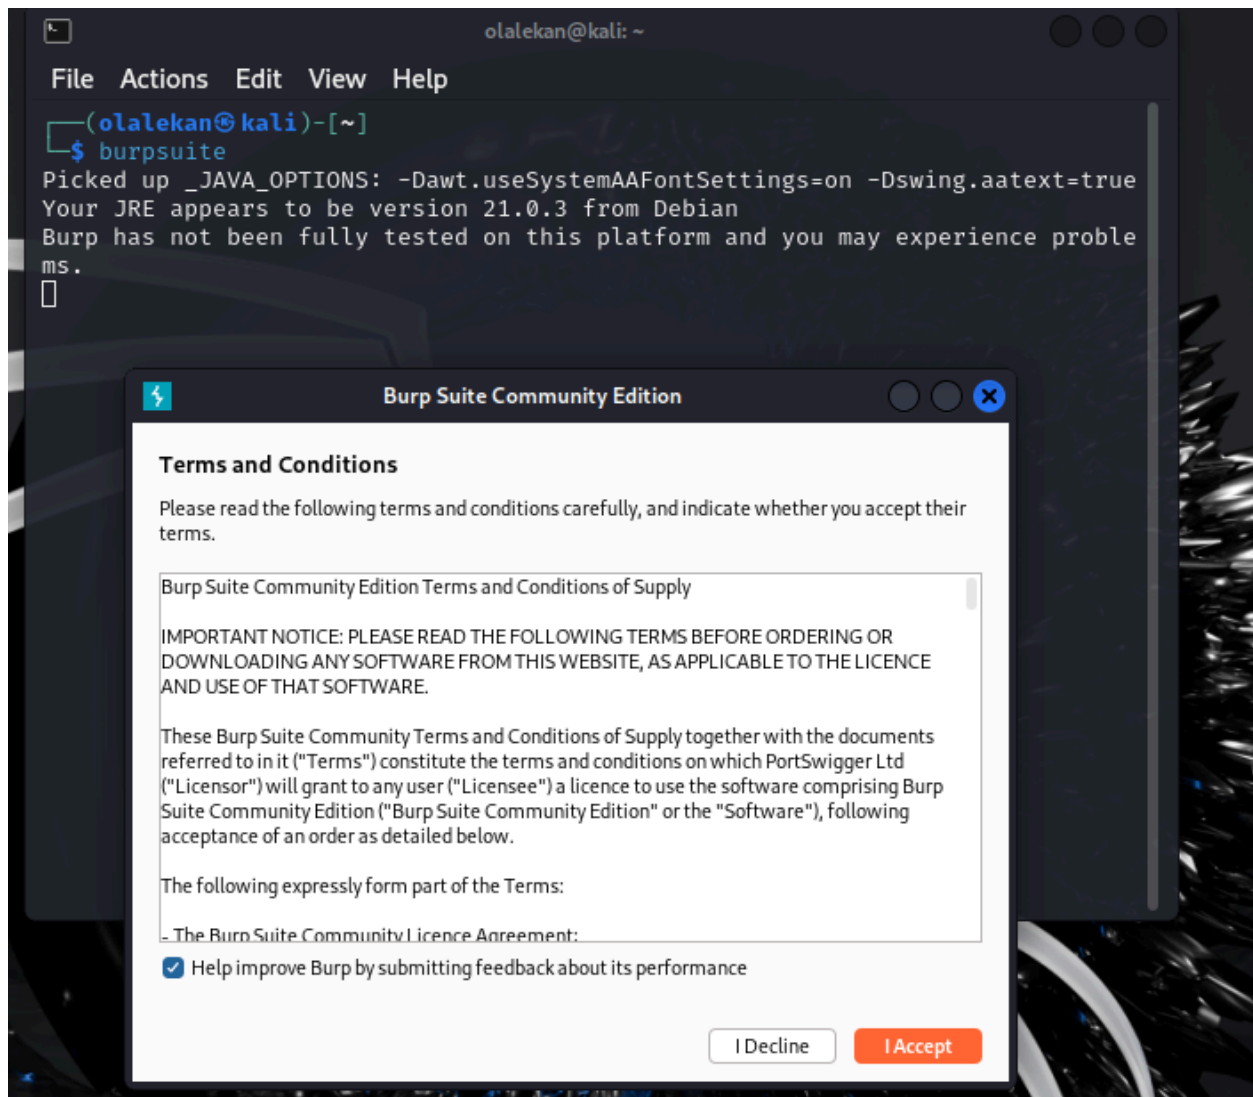 olalekan@kali: ~
File Actions Edit View Help
(olalekan㉿kali)-[~]
$ burpsuite
Picked up _JAVA_OPTIONS: -Dawt.useSystemAAFontSettings=on -Dswing.aatext=true
Your JRE appears to be version 21.0.3 from Debian
Burp has not been fully tested on this platform and you may experience proble
ms.
Burp Suite Community Edition
Terms and Conditions
Please read the following terms and conditions carefully, and indicate whether you accept their
terms.
Burp Suite Community Edition Terms and Conditions of Supply
IMPORTANT NOTICE: PLEASE READ THE FOLLOWING TERMS BEFORE ORDERING OR
DOWNLOADING ANY SOFTWARE FROM THIS WEBSITE, AS APPLICABLE TO THE LICENCE
AND USE OF THAT SOFTWARE.
These Burp Suite Community Terms and Conditions of Supply together with the documents
referred to in it ("Terms") constitute the terms and conditions on which PortSwigger Ltd
("Licensor") will grant to any user ("Licensee") a licence to use the software comprising Burp
Suite Community Edition ("Burp Suite Community Edition" or the "Software"), following
acceptance of an order as detailed below.
The following expressly form part of the Terms:
- The Burp Suite Community Licence Agreement;
Help improve Burp by submitting feedback about its performance
I Decline
I Accept